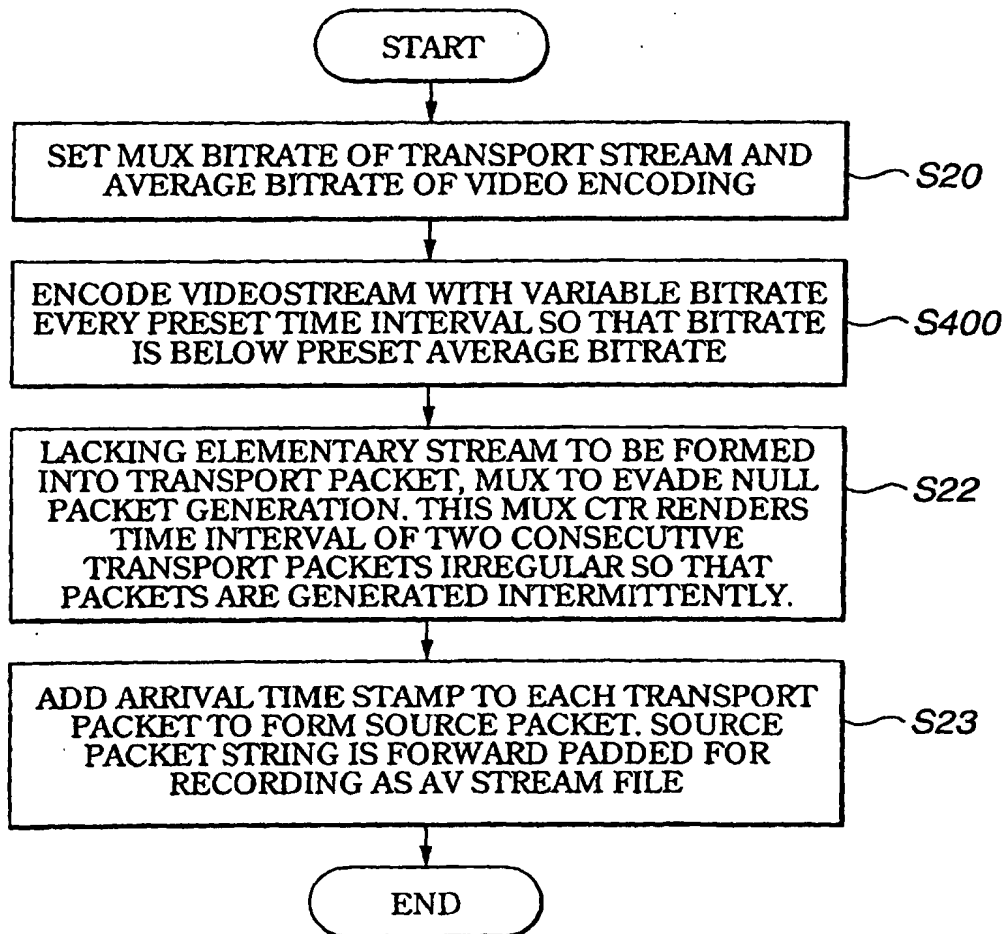 START
SET MUX BITRATE OF TRANSPORT STREAM AND
AVERAGE BITRATE OF VIDEO ENCODING
S20
ENCODE VIDEOSTREAM WITH VARIABLE BITRATE
EVERY PRESET TIME INTERVAL SO THAT BITRATE
IS BELOW PRESET AVERAGE BITRATE
S400
LACKING ELEMENTARY STREAM TO BE FORMED
INTO TRANSPORT PACKET, MUX TO EVADE NULL
PACKET GENERATION. THIS MUX CTR RENDERS
TIME INTERVAL OF TWO CONSECUTIVE
TRANSPORT PACKETS IRREGULAR SO THAT
PACKETS ARE GENERATED INTERMITTENTLY.
S22
ADD ARRIVAL TIME STAMP TO EACH TRANSPORT
PACKET TO FORM SOURCE PACKET. SOURCE
PACKET STRING IS FORWARD PADDED FOR
RECORDING AS AV STREAM FILE
S23
END